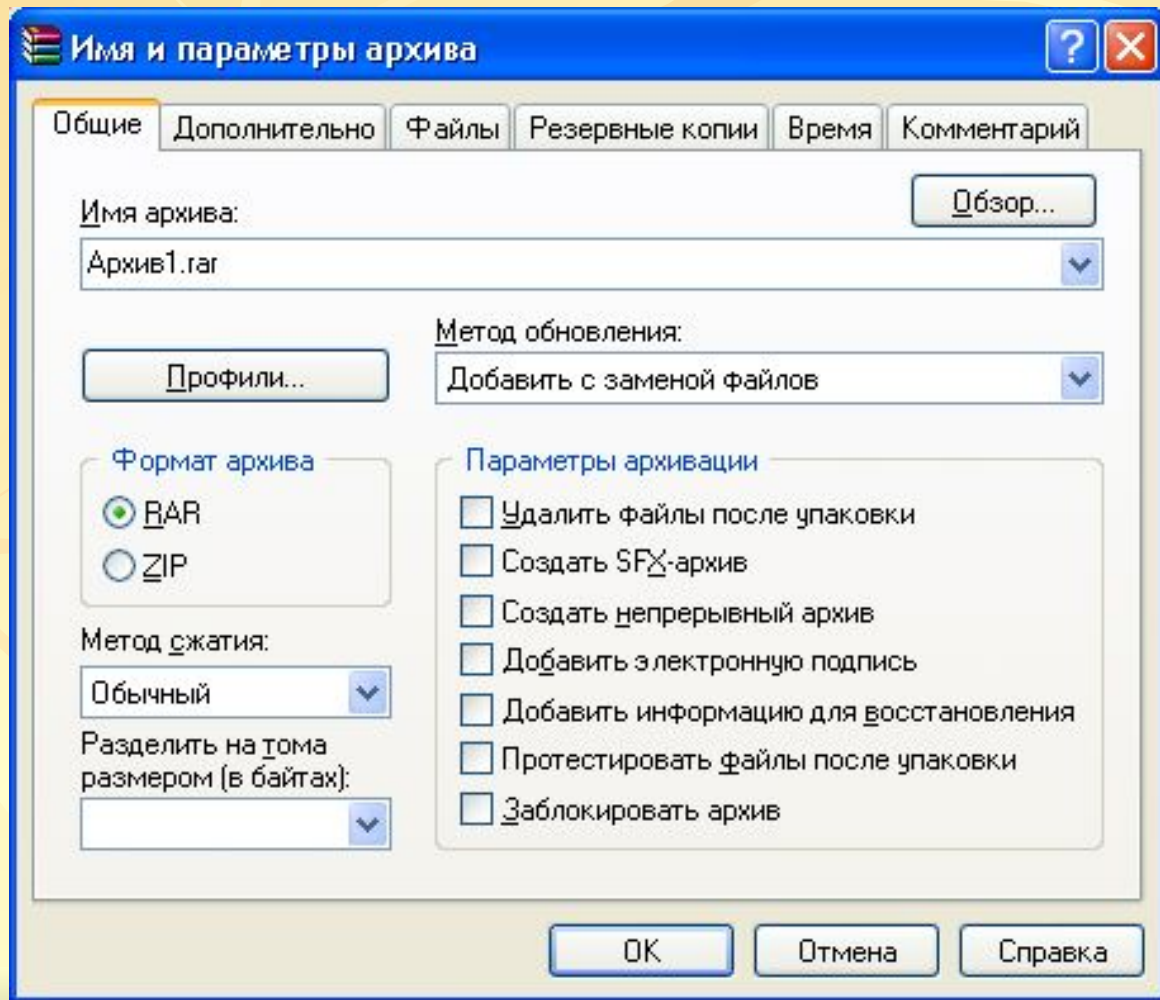 Имя и параметры архива
Общие Дополнительно Файлы Резервные копии Время Комментарий
Обзор...
Имя архива:
Архив1.rar
Метод обновления:
Профили...
Добавить с заменой файлов
Формат архива
RAR
ZIP
Метод сжатия:
Обычный
Разделить на тома
размером (в байтах):
Параметры архивации
Удалить файлы после упаковки
Создать SFX-архив
Создать непрерывный архив
Добавить электронную подпись
Добавить информацию для восстановления
Протестировать файлы после упаковки
Заблокировать архив
OK Отмена Справка